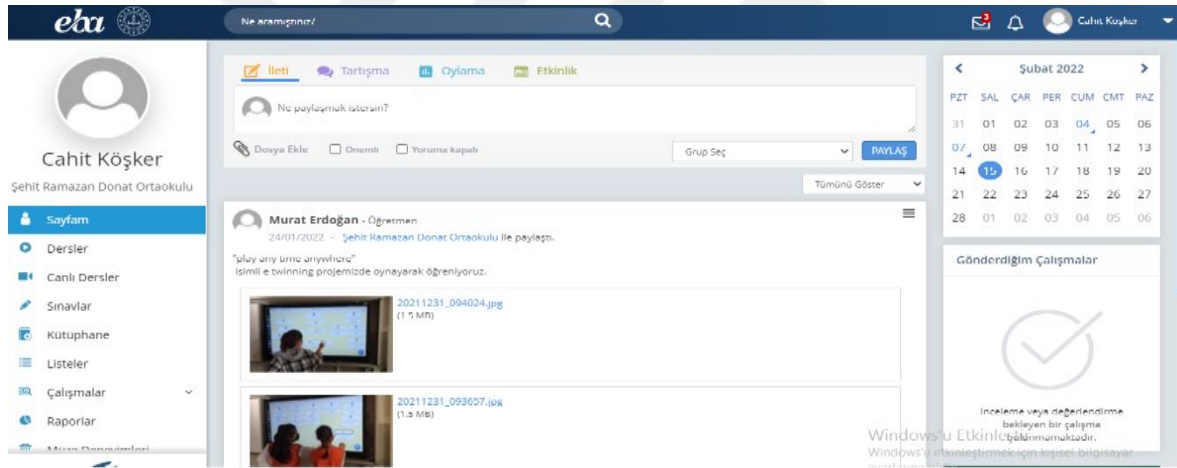 eba
Ne aramıştınız?
3
Cahit Köşker
Cahit Köşker
Şehit Ramazan Donat Ortaokulu
Sayfam
Dersler
Canlı Dersler
Sınavlar
Kütüphane
Listeler
Çalışmalar
Raporlar
Müze Deneyimleri
İleti Tartışma Oylama Etkinlik
Ne paylaşmak istersin?
Dosya Ekle Önemli Yoruma kapalı Grup Seç PAYLAŞ
Tümünü Göster
Murat Erdoğan - Öğretmen
24/01/2022 - Şehit Ramazan Donat Ortaokulu ile paylaştı.
"play any time anywhere"
isimli e twinning projemizde oynayarak öğreniyoruz.
20211231_094024.jpg
(1.5 MB)
20211231_093657.jpg
(1.5 MB)
Şubat 2022
PZT SAL ÇAR PER CUM CMT PAZ
31 01 02 03 04 05 06
07 08 09 10 11 12 13
14 15 16 17 18 19 20
21 22 23 24 25 26 27
28 01 02 03 04 05 06
Gönderdiğim Çalışmalar
İnceleme veya değerlendirme
bekleyen bir çalışma
bulunmamaktadır.
Windows'u Etkinleştir
Windows'u etkinleştirmek için kişisel bilgisayar